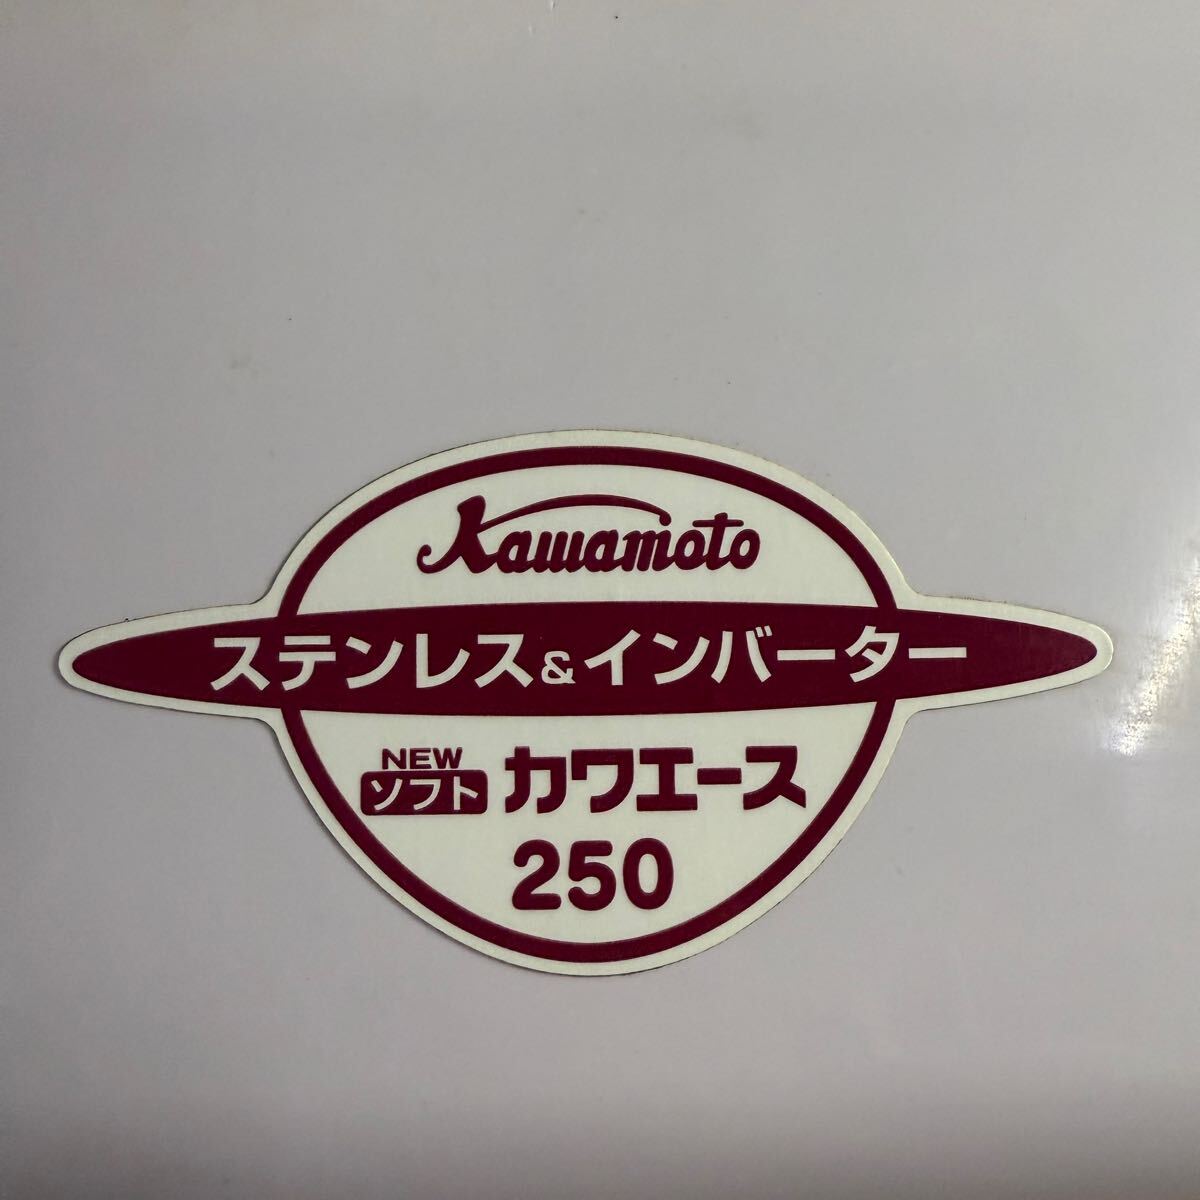 Kawamoto
ステンレス&インバーター
NEW
ソフト カワエース
250